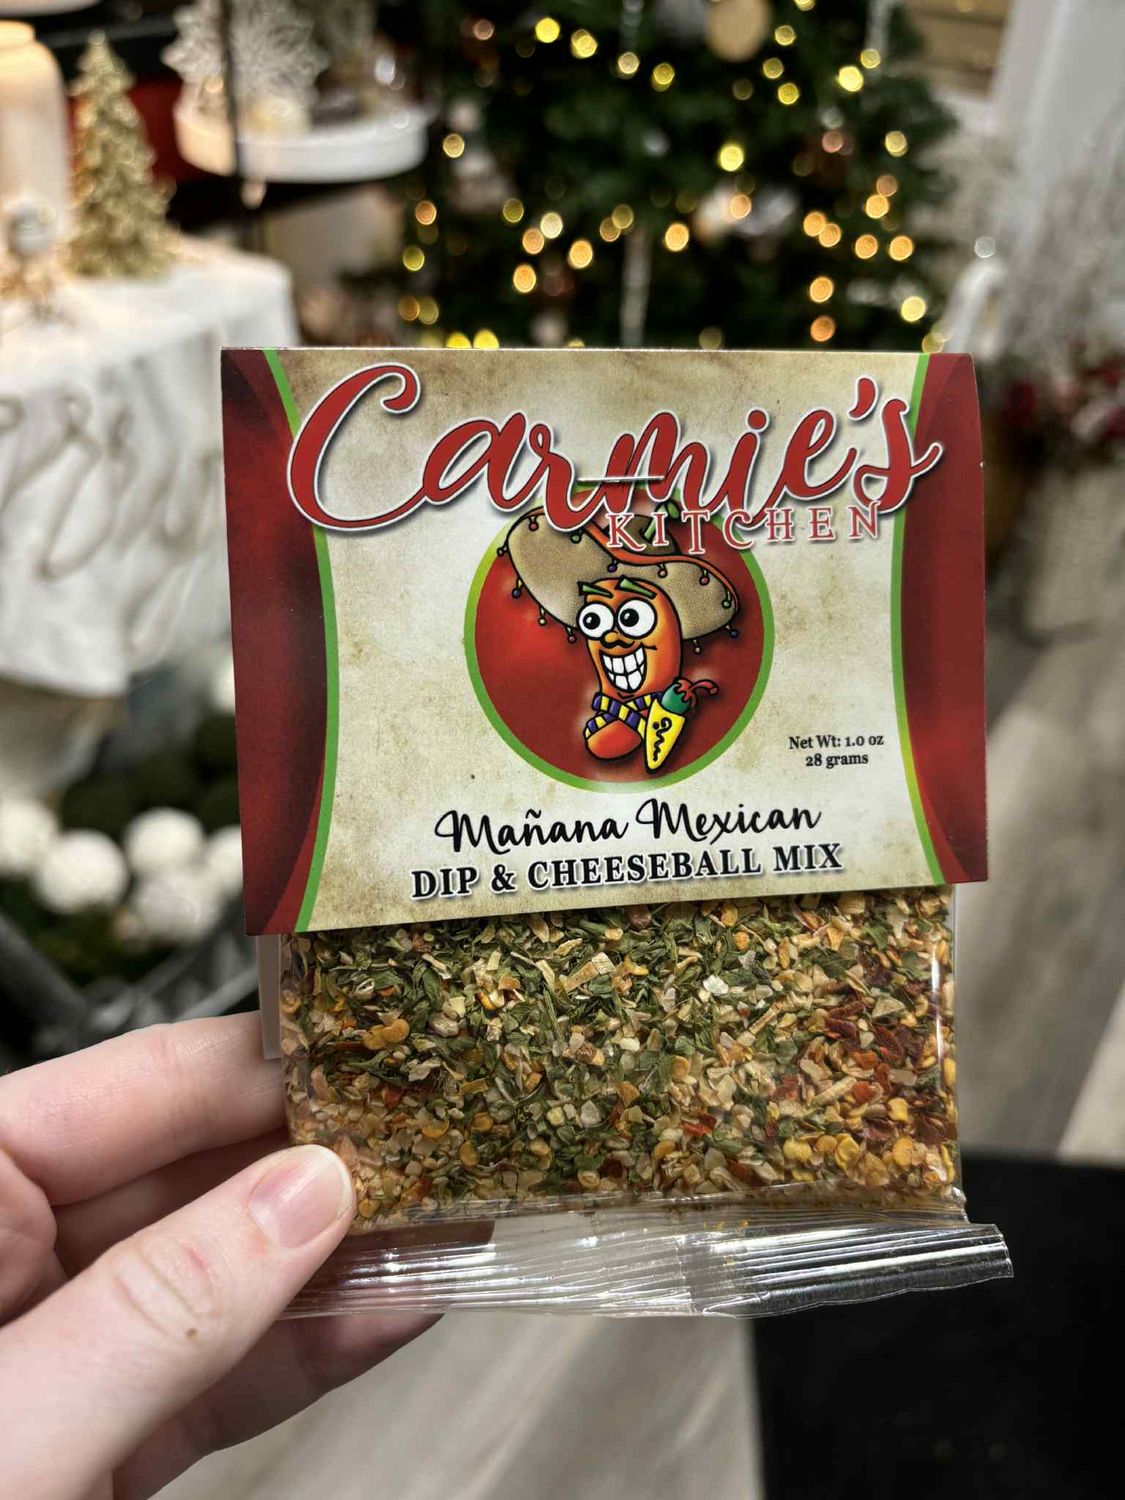 Carmie's
KITCHEN
Net Wt: 1.0 oz
28 grams
Mañana Mexican
DIP & CHEESEBALL MIX